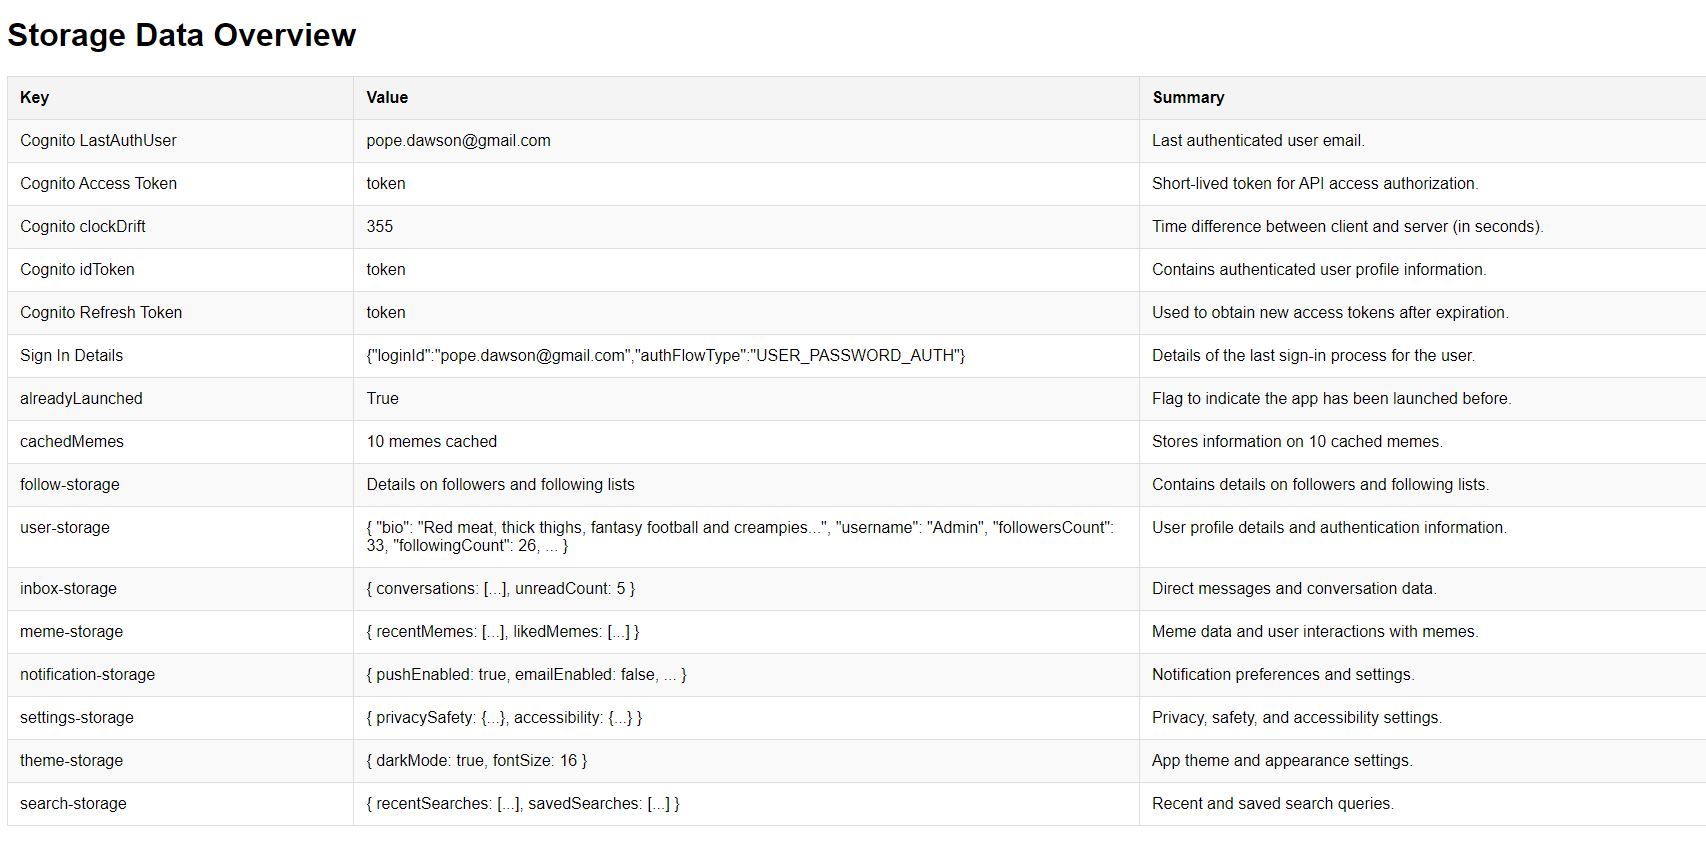 Storage Data Overview
Key Value Summary
Cognito LastAuthUser pope.dawson@gmail.com Last authenticated user email.
Cognito Access Token token Short-lived token for API access authorization.
Cognito clockDrift 355 Time difference between client and server (in seconds).
Cognito idToken token Contains authenticated user profile information.
Cognito Refresh Token token Used to obtain new access tokens after expiration.
Sign In Details {"loginId":"pope.dawson@gmail.com","authFlowType":"USER_PASSWORD_AUTH"} Details of the last sign-in process for the user.
alreadyLaunched True Flag to indicate the app has been launched before.
cachedMemes 10 memes cached Stores information on 10 cached memes.
follow-storage Details on followers and following lists Contains details on followers and following lists.
user-storage { "bio": "Red meat, thick thighs, fantasy football and creampies...", "username": "Admin", "followersCount": User profile details and authentication information.
33, "followingCount": 26, ... }
inbox-storage { conversations: [...], unreadCount: 5 } Direct messages and conversation data.
meme-storage { recentMemes: [...], likedMemes: [...] } Meme data and user interactions with memes.
notification-storage { pushEnabled: true, emailEnabled: false, ... } Notification preferences and settings.
settings-storage { privacySafety: {...}, accessibility: {...} } Privacy, safety, and accessibility settings.
theme-storage { darkMode: true, fontSize: 16 } App theme and appearance settings.
search-storage { recentSearches: [...], savedSearches: [...] } Recent and saved search queries.